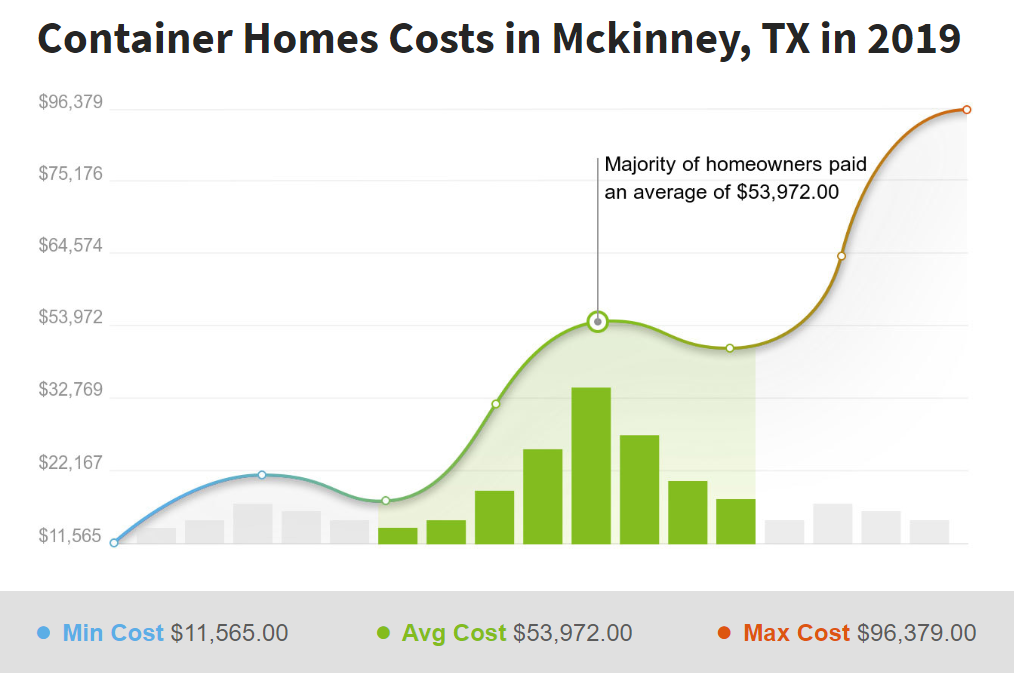 Container Homes Costs in Mckinney, TX in 2019
$96,379
Majority of homeowners paid
$75,176
an average of $53,972.00
$64,574
$53,972
$32,769
$22,167
$11,565
Min Cost $11,565.00
Avg Cost $53,972.00
Max Cost $96,379.00